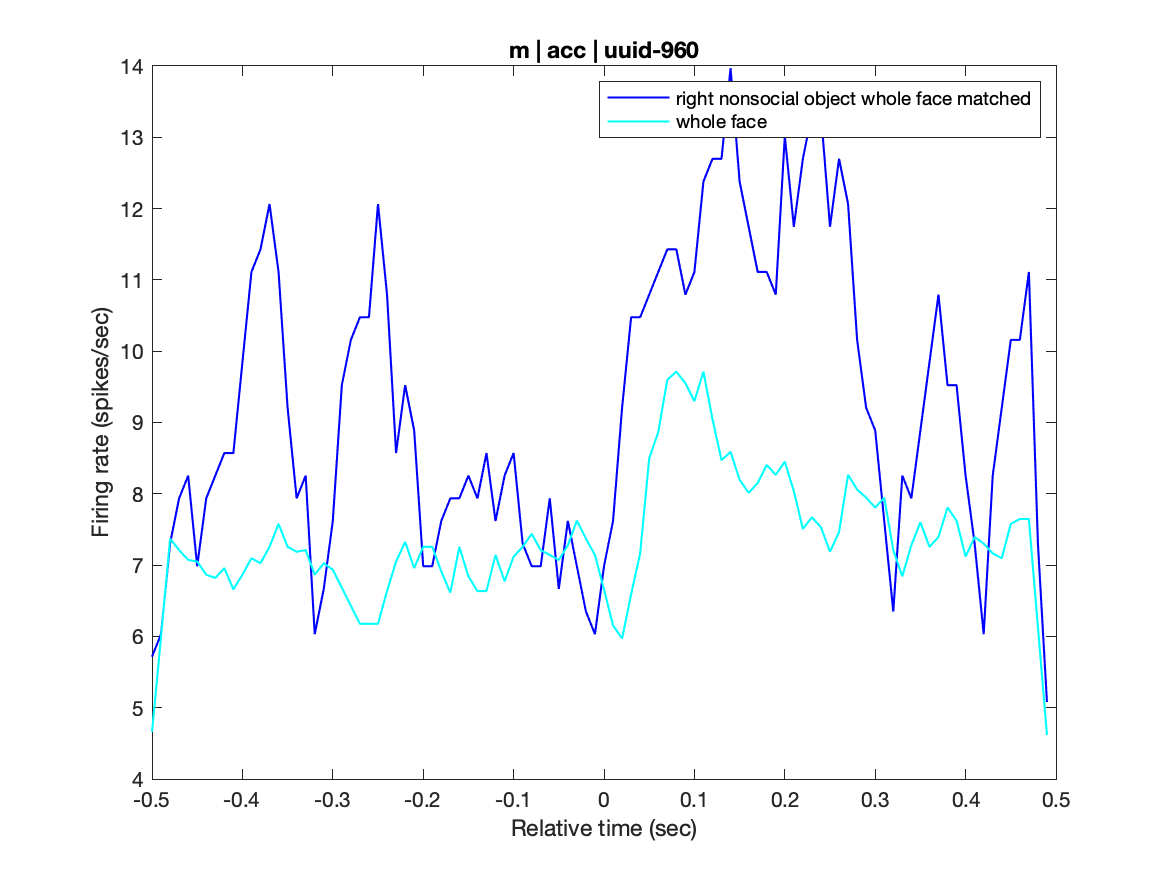 m | acc | uuid-960
right nonsocial object whole face matched
whole face
Firing rate (spikes/sec)
14
13
12
11
10
9
8
7
6
5
4
-0.5 -0.4 -0.3 -0.2 -0.1 0 0.1 0.2 0.3 0.4 0.5
Relative time (sec)